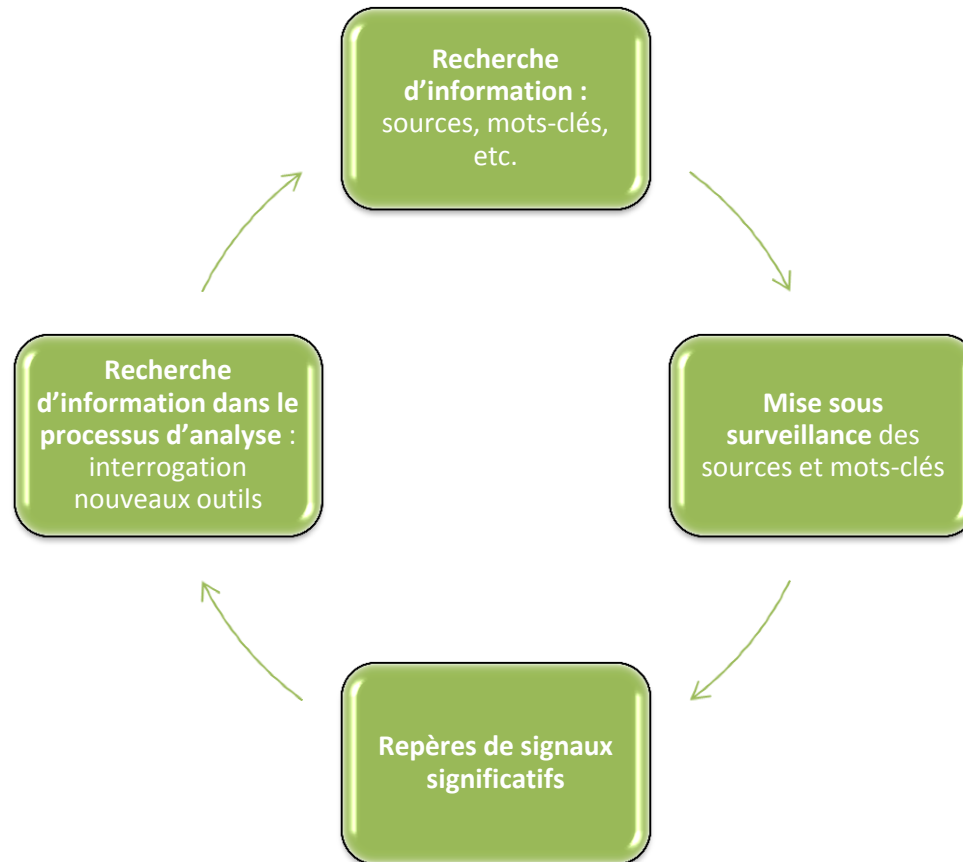 Recherche
d’information :
sources, mots-clés,
etc.
Mise sous
surveillance des
sources et mots-clés
Repères de signaux
significatifs
Recherche
d’information dans le
processus d’analyse :
interrogation
nouveaux outils